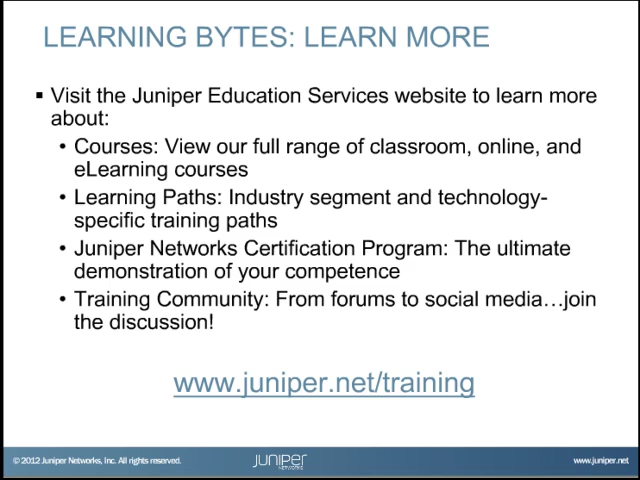 LEARNING BYTES: LEARN MORE
▪ Visit the Juniper Education Services website to learn more
about:
• Courses: View our full range of classroom, online, and
eLearning courses
• Learning Paths: Industry segment and technology-
specific training paths
• Juniper Networks Certification Program: The ultimate
demonstration of your competence
• Training Community: From forums to social media…join
the discussion!
www.juniper.net/training
© 2012 Juniper Networks, Inc. All rights reserved.
JUNIPER
NETWORKS
www.juniper.net